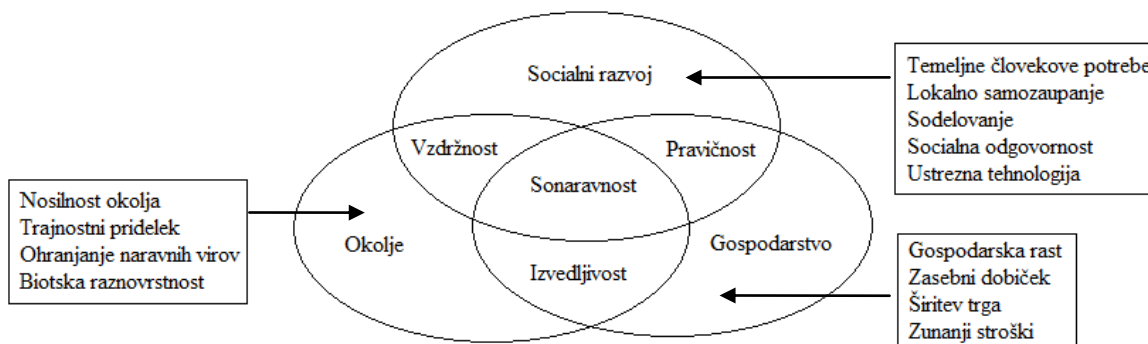 Socialni razvoj
Temeljne človekove potrebe
Lokalno samozaupanje
Sodelovanje
Socialna odgovornost
Ustrezna tehnologija
Vzdržnost
Pravičnost
Sonaravnost
Nosilnost okolja
Trajnostni pridelek
Ohranjanje naravnih virov
Biotska raznovrstnost
Okolje
Gospodarstvo
Izvedljivost
Gospodarska rast
Zasebni dobiček
Širitev trga
Zunanji stroški